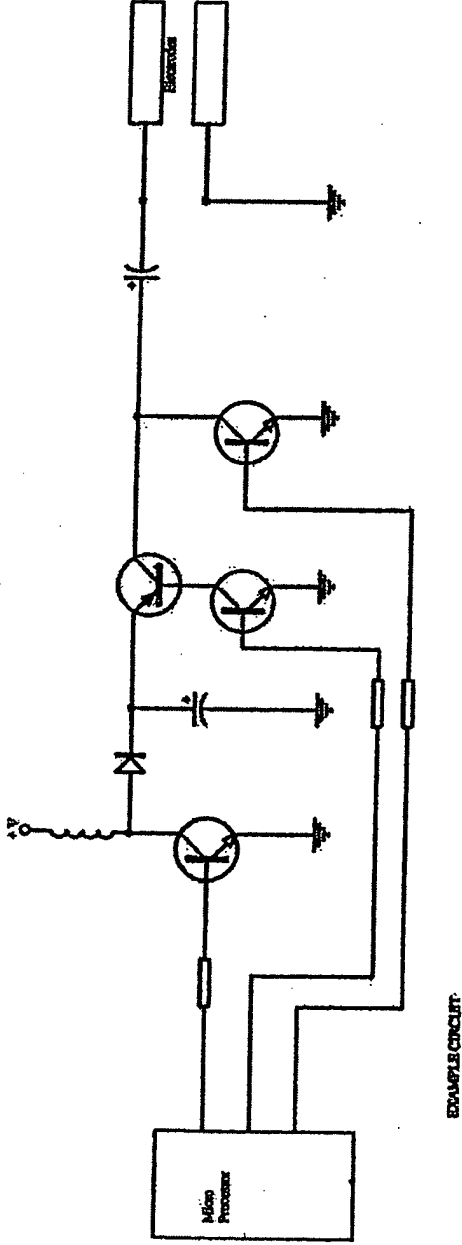 Electrodes
+
+
+V
Micro
Processor
EXAMPLE CIRCUIT